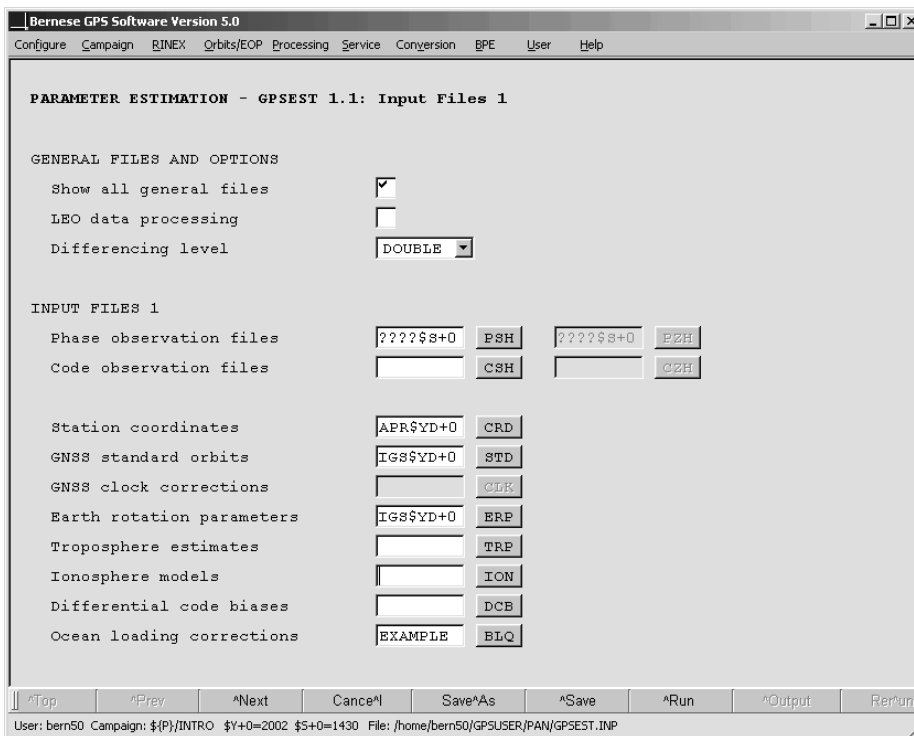 Bernese GPS Software Version 5.0
Configure Campaign RINEX Orbits/EOP Processing Service Conversion BPE User Help
PARAMETER ESTIMATION - GPSEST 1.1: Input Files 1
GENERAL FILES AND OPTIONS
Show all general files
LEO data processing
Differencing level DOUBLE
INPUT FILES 1
Phase observation files ????$S+0 PSH ????$S+0 PZH
Code observation files CSH CZH
Station coordinates APR$YD+0 CRD
GNSS standard orbits IGS$YD+0 STD
GNSS clock corrections CLK
Earth rotation parameters IGS$YD+0 ERP
Troposphere estimates TRP
Ionosphere models ION
Differential code biases DCB
Ocean loading corrections EXAMPLE BLQ
^Top ^Prev ^Next Cance^l Save^As ^Save ^Run ^Output Rer^un
User: bern50 Campaign: ${P}/INTRO $Y+0=2002 $S+0=1430 File: /home/bern50/GPSUSER/PAN/GPSEST.INP